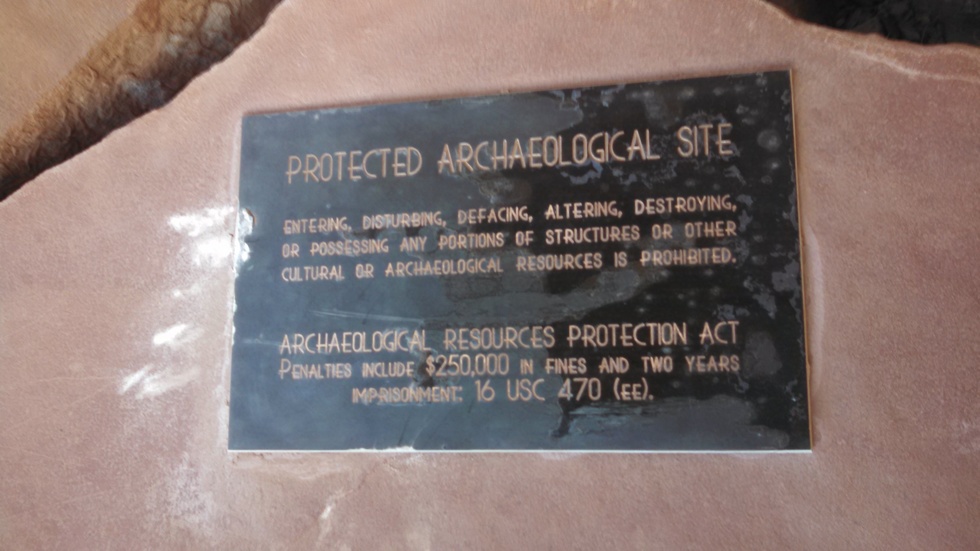 PROTECTED ARCHAEOLOGICAL SITE
ENTERING, DISTURBING, DEFACING, ALTERING, DESTROYING,
OR POSSESSING ANY PORTIONS OF STRUCTURES OR OTHER
CULTURAL OR ARCHAEOLOGICAL RESOURCES IS PROHIBITED.
ARCHAEOLOGICAL RESOURCES PROTECTION ACT
PENALTIES INCLUDE $250,000 IN FINES AND TWO YEARS
IMPRISONMENT: 16 USC 470 (EE).